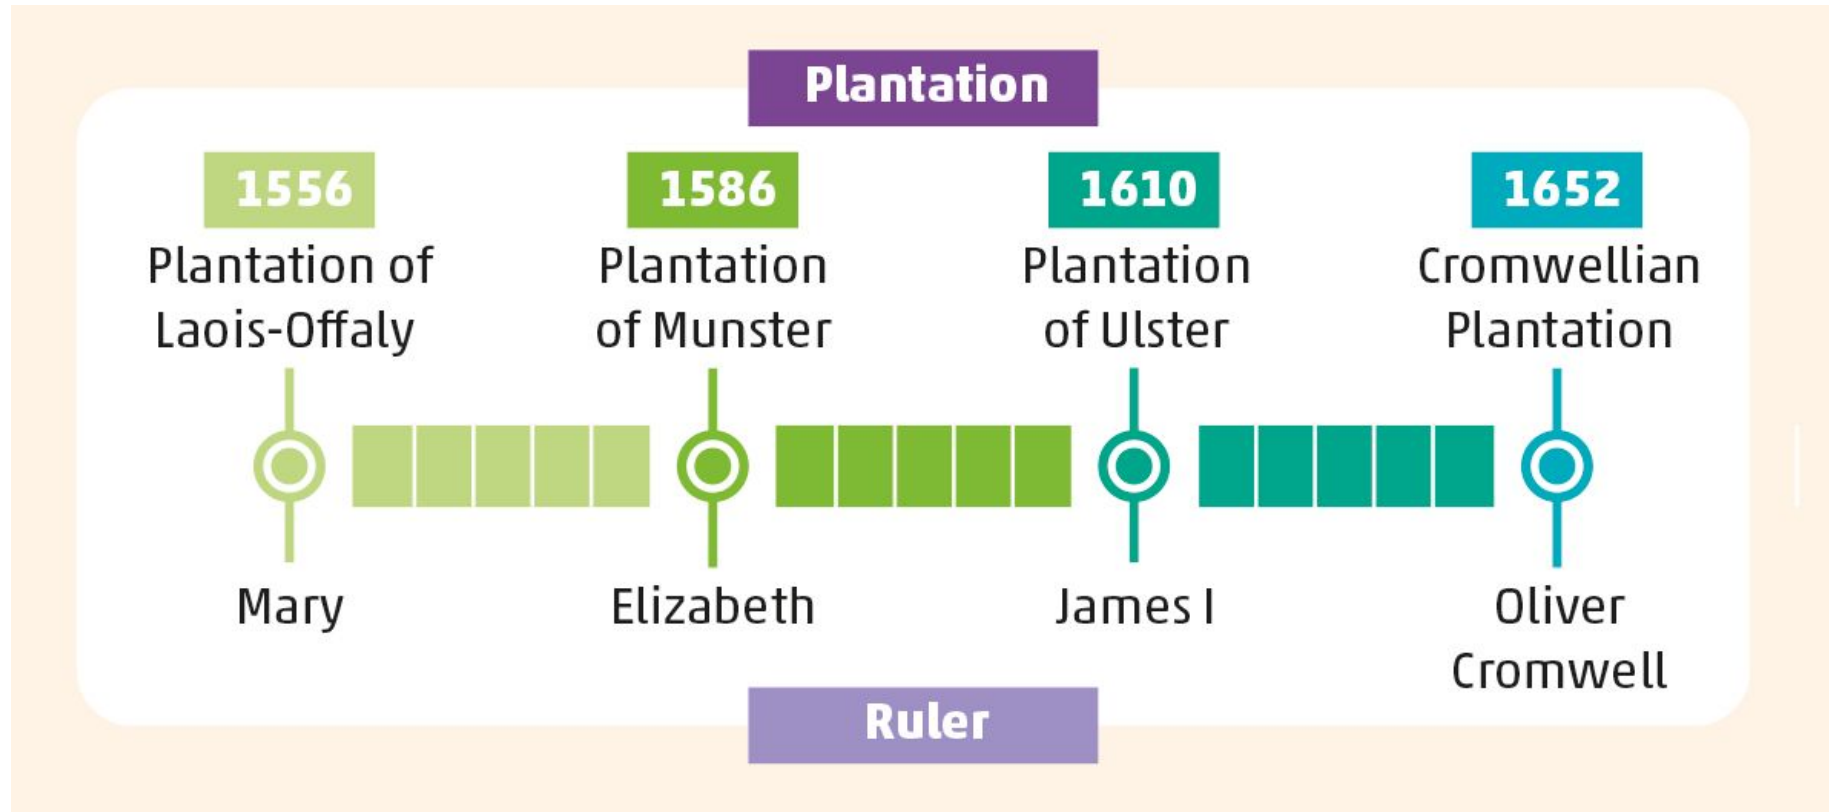 Plantation
1556
Plantation of
Laois-Offaly
Mary
1586
Plantation
of Munster
Elizabeth
1610
Plantation
of Ulster
James I
1652
Cromwellian
Plantation
Oliver
Cromwell
Ruler